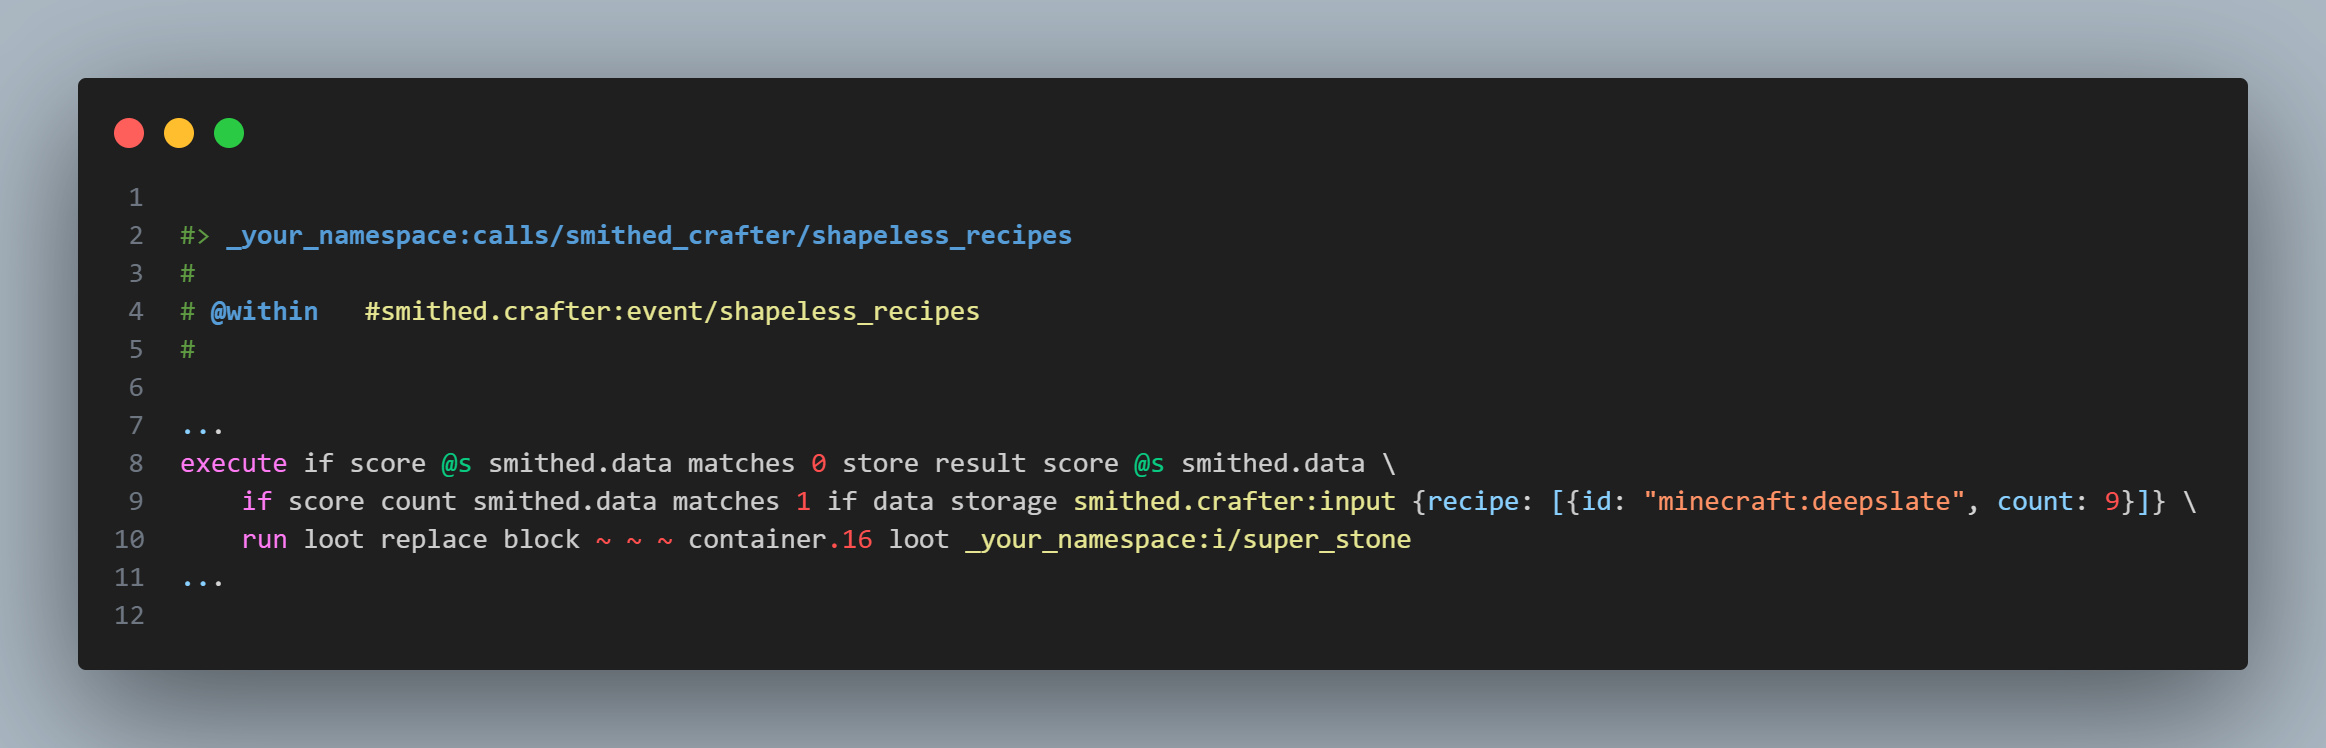 1
2 #> _your_namespace:calls/smithed_crafter/shapeless_recipes
3 #
4 # @within   #smithed.crafter:event/shapeless_recipes
5 #
6
7 ...
8 execute if score @s smithed.data matches 0 store result score @s smithed.data \
9     if score count smithed.data matches 1 if data storage smithed.crafter:input {recipe: [{id: "minecraft:deepslate", count: 9}]} \
10     run loot replace block ~ ~ ~ container.16 loot _your_namespace:i/super_stone
11 ...
12